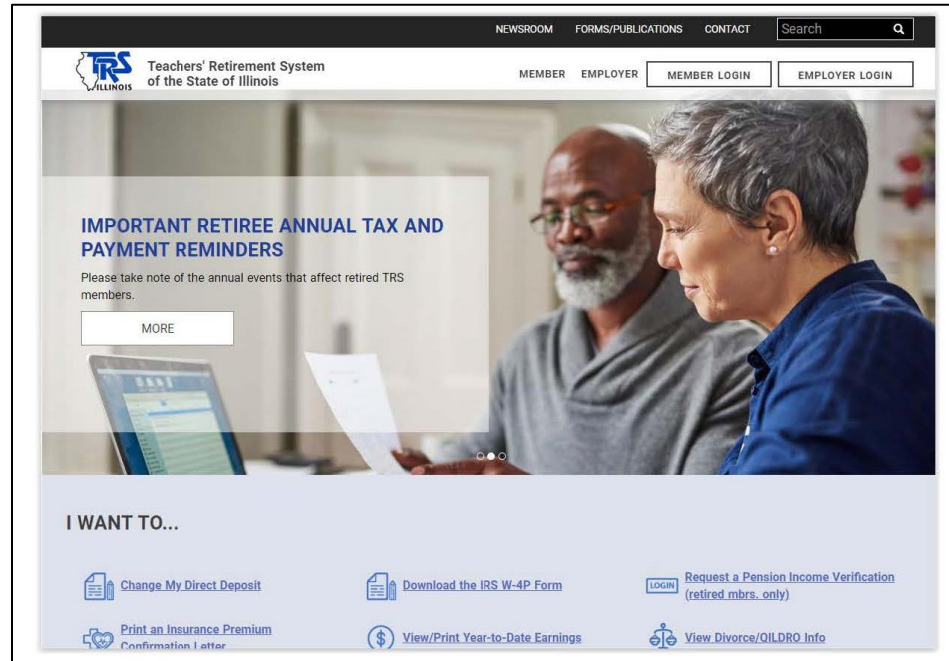 NEWSROOM FORMS/PUBLICATIONS CONTACT Search
TRS
ILLINOIS
Teachers' Retirement System
of the State of Illinois
MEMBER EMPLOYER MEMBER LOGIN EMPLOYER LOGIN
IMPORTANT RETIREE ANNUAL TAX AND
PAYMENT REMINDERS
Please take note of the annual events that affect retired TRS
members.
MORE
I WANT TO...
Change My Direct Deposit
Download the IRS W-4P Form
LOGIN
Request a Pension Income Verification
(retired mbrs. only)
Print an Insurance Premium
Confirmation Letter
$
View/Print Year-to-Date Earnings
View Divorce/QILDRO Info